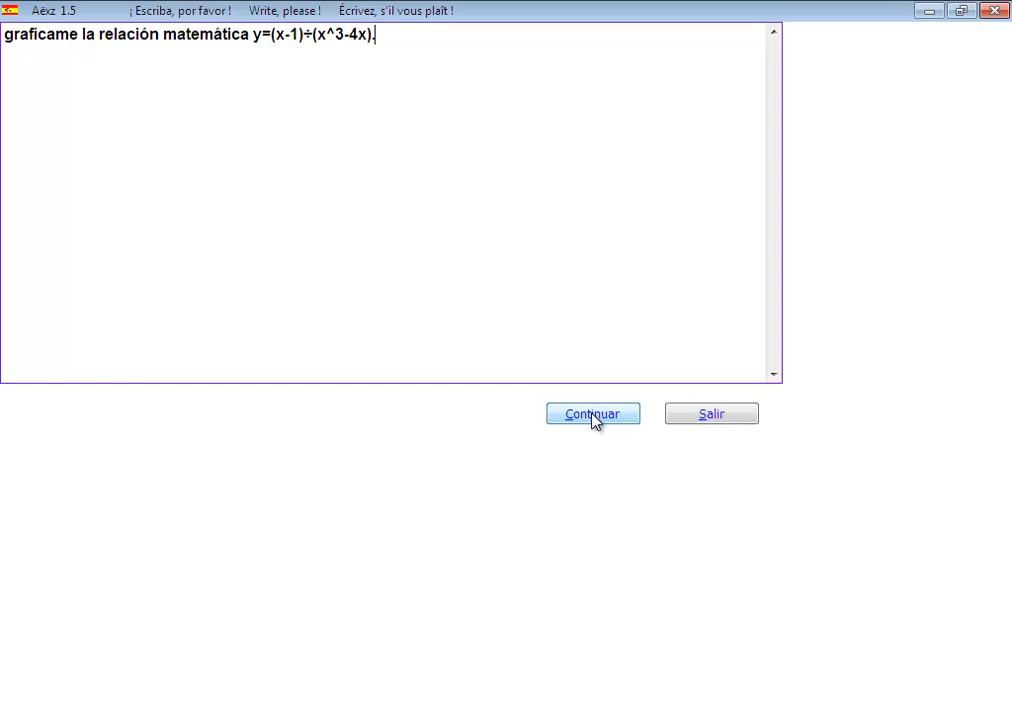 Aëxz 1.5 ¡ Escriba, por favor ! Write, please ! Écrivez, s'il vous plaît !
grafícame la relación matemática y=(x-1)÷(x^3-4x).
Continuar Salir